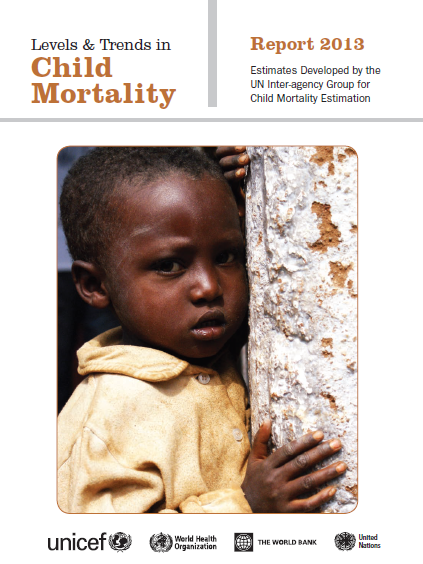 Levels & Trends in
Child
Mortality
Report 2013
Estimates Developed by the
UN Inter-agency Group for
Child Mortality Estimation
unicef
World Health
Organization
THE WORLD BANK
United
Nations